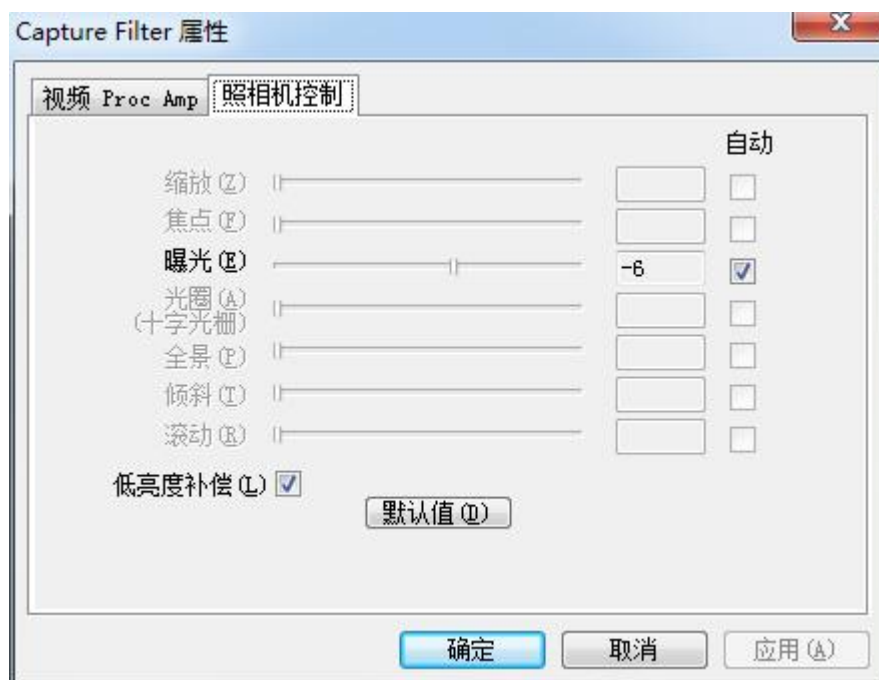 Capture Filter 属性
视频 Proc Amp 照相机控制
自动
缩放(Z)
焦点(F)
曝光(E) -6
光圈(A)
(十字光栅)
全景(P)
倾斜(T)
滚动(R)
低亮度补偿(L)
默认值(D)
确定 取消 应用(A)